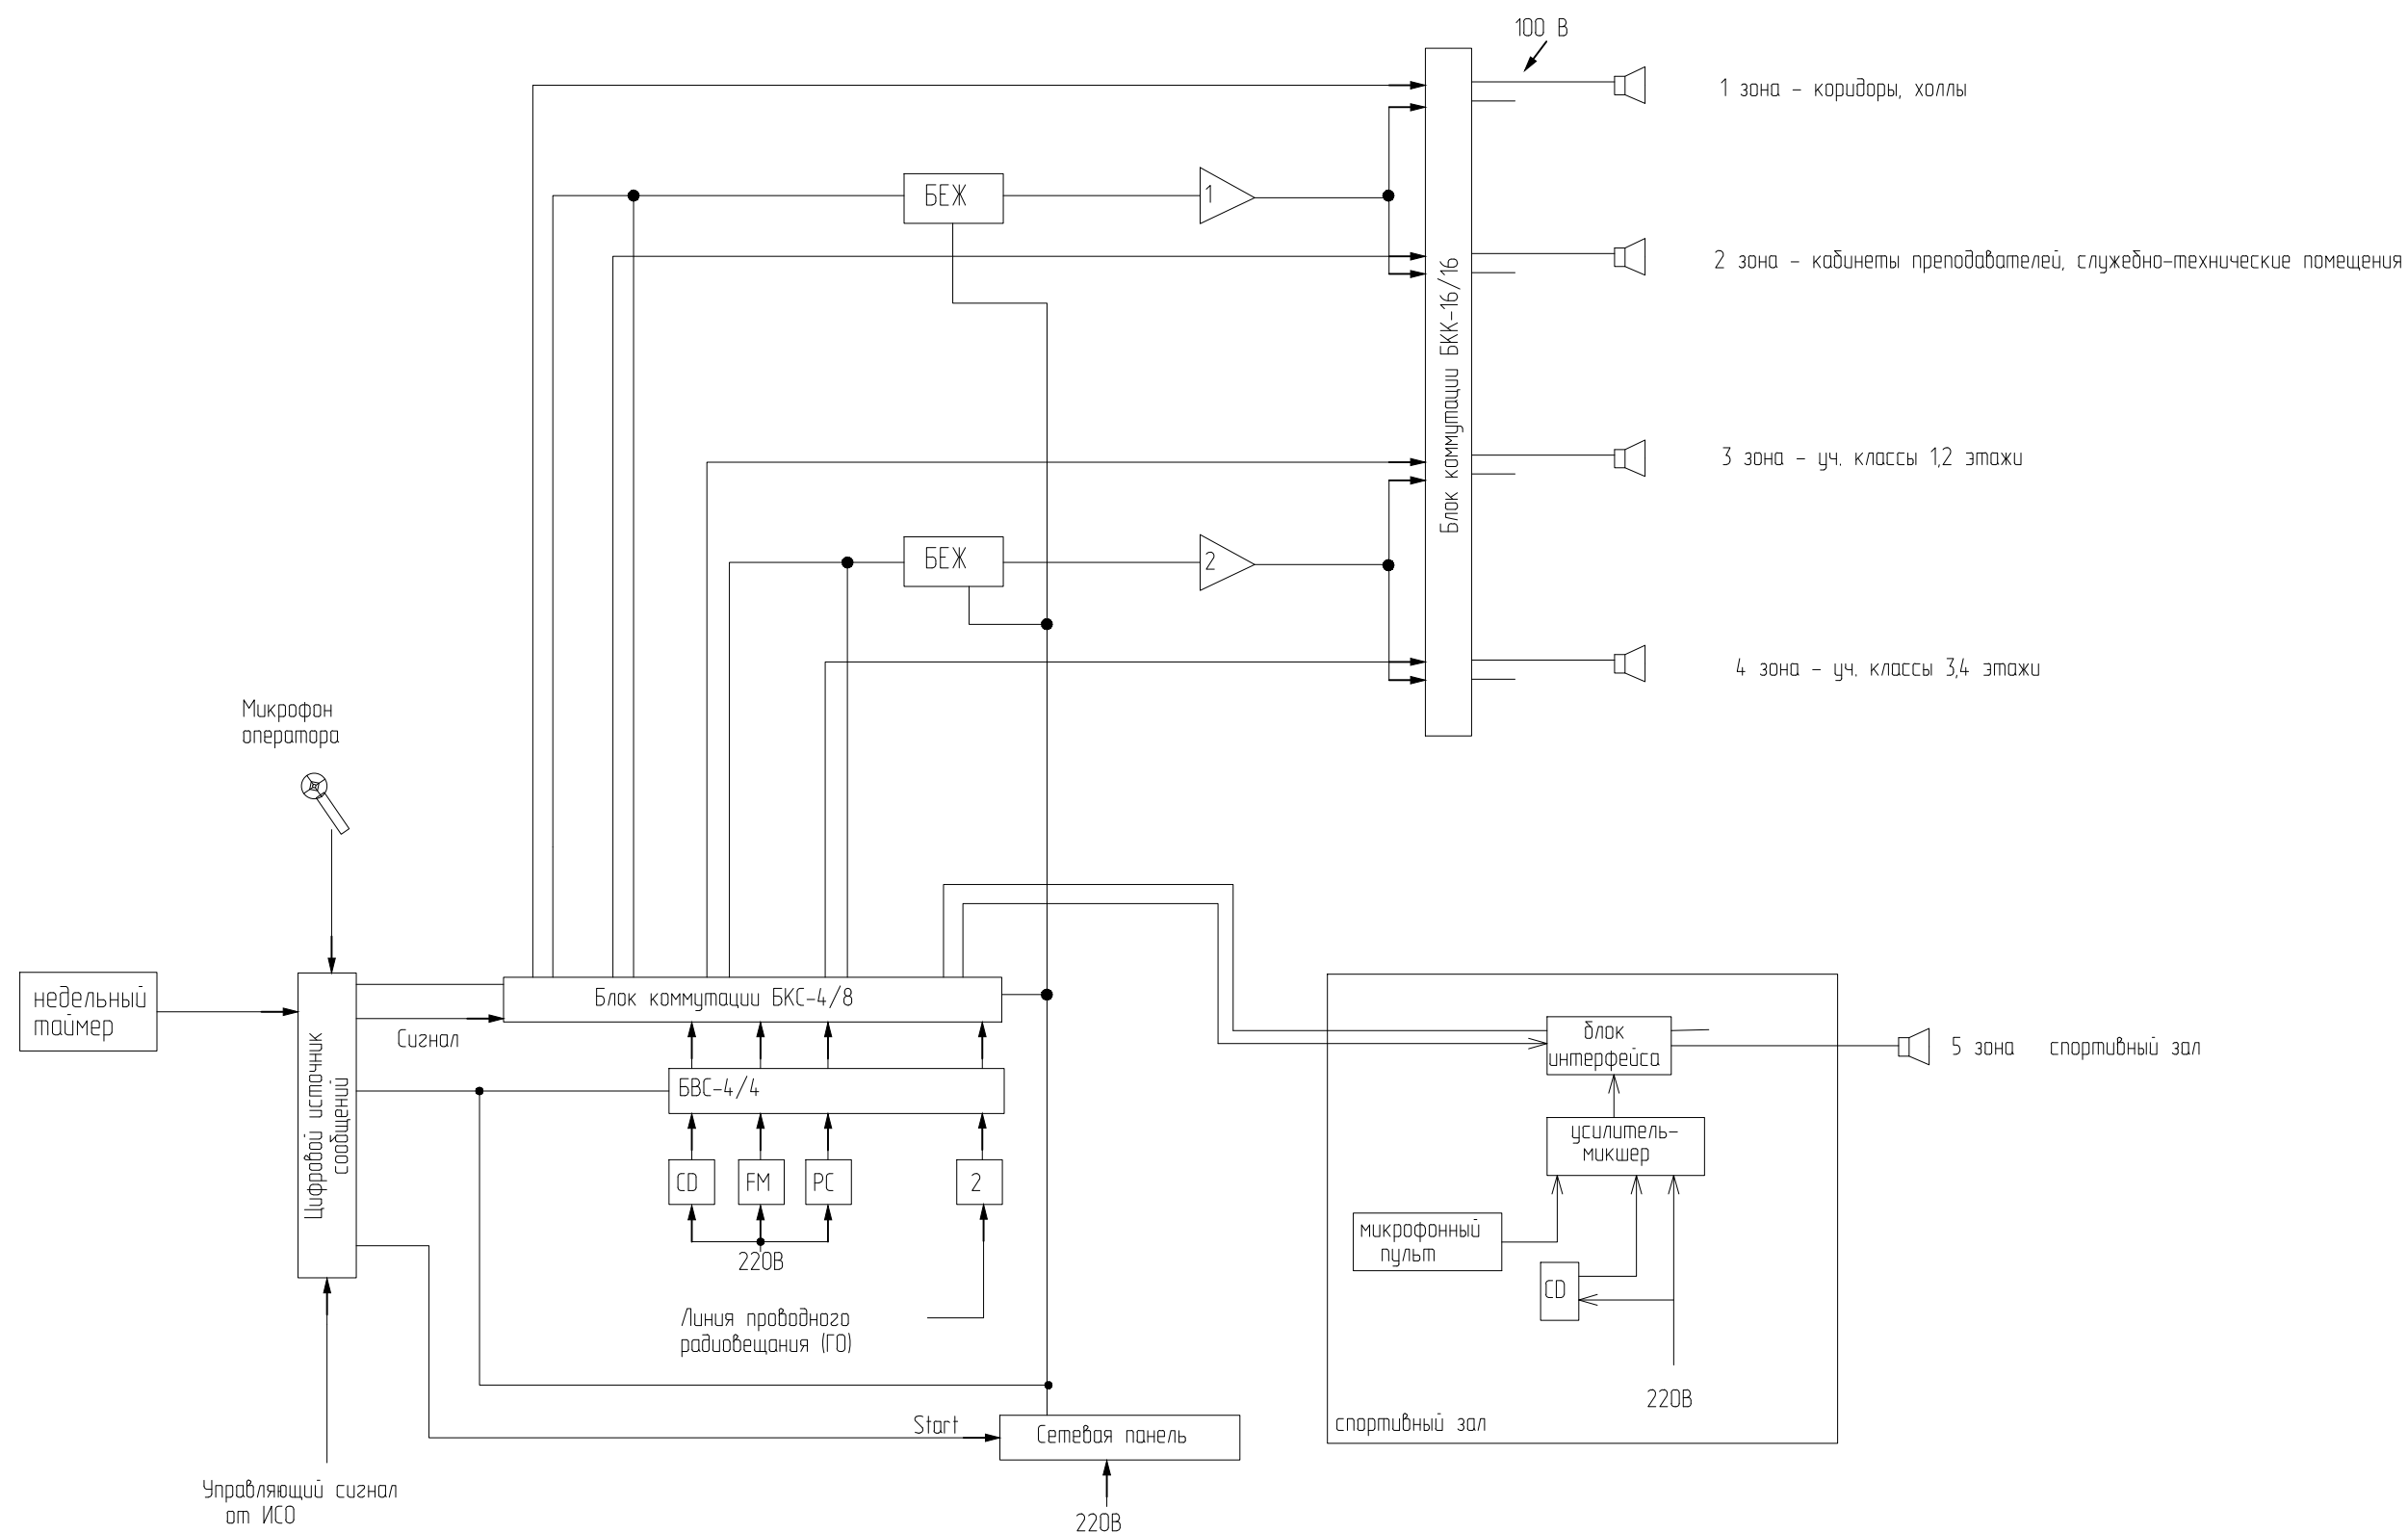 100 В
1 зона - коридоры, холлы
БЕЖ
1
2 зона - кабинеты преподавателей, служебно-технические помещения
Блок коммутации БКК-16/16
3 зона - уч. классы 1,2 этажи
БЕЖ
2
4 зона - уч. классы 3,4 этажи
Микрофон
оператора
недельный
таймер
Цифровой источник
сообщений
Сигнал
Блок коммутации БКС-4/8
БВС-4/4
CD
FM
PC
2
220В
Линия проводного
радиовещания (ГО)
Start
Сетевая панель
220В
Управляющий сигнал
от ИСО
блок
интерфейса
5 зона спортивный зал
усилитель-
микшер
микрофонный
пульт
CD
220В
спортивный зал